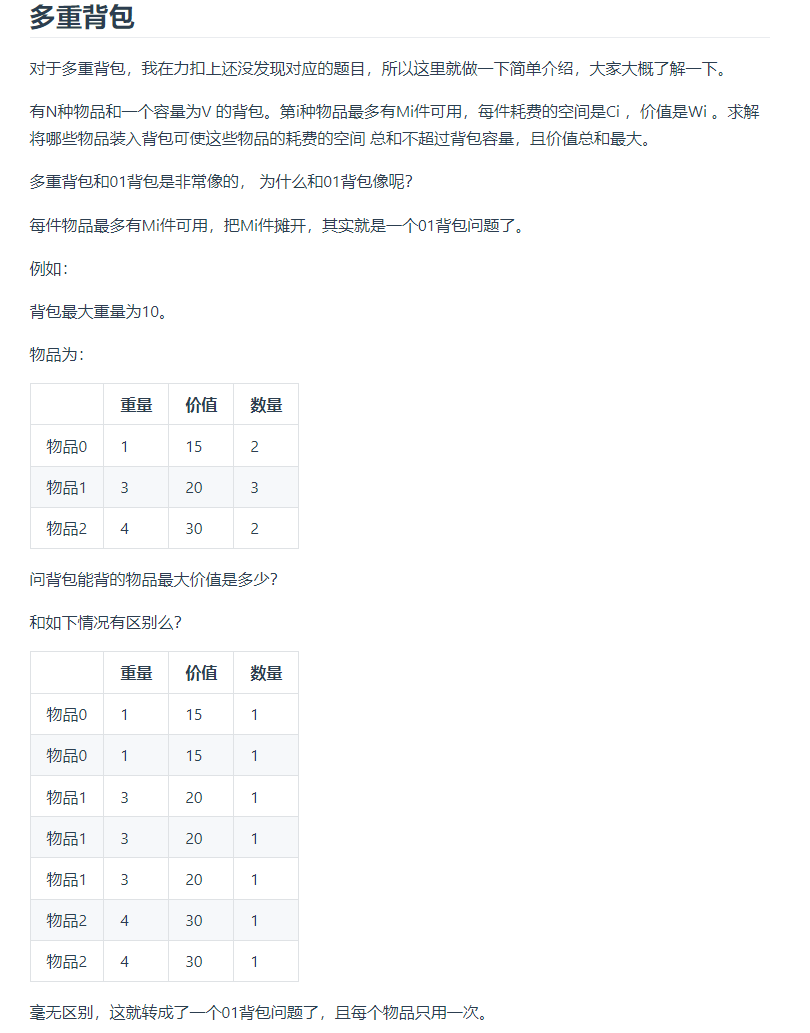 多重背包
对于多重背包，我在力扣上还没发现对应的题目，所以这里就做一下简单介绍，大家大概了解一下。
有N种物品和一个容量为V 的背包。第i种物品最多有Mi件可用，每件耗费的空间是Ci ，价值是Wi 。求解
将哪些物品装入背包可使这些物品的耗费的空间 总和不超过背包容量，且价值总和最大。
多重背包和01背包是非常像的， 为什么和01背包像呢？
每件物品最多有Mi件可用，把Mi件摊开，其实就是一个01背包问题了。
例如：
背包最大重量为10。
物品为：
重量 价值 数量
物品0 1 15 2
物品1 3 20 3
物品2 4 30 2
问背包能背的物品最大价值是多少？
和如下情况有区别么？
重量 价值 数量
物品0 1 15 1
物品0 1 15 1
物品1 3 20 1
物品1 3 20 1
物品1 3 20 1
物品2 4 30 1
物品2 4 30 1
毫无区别，这就转成了一个01背包问题了，且每个物品只用一次。